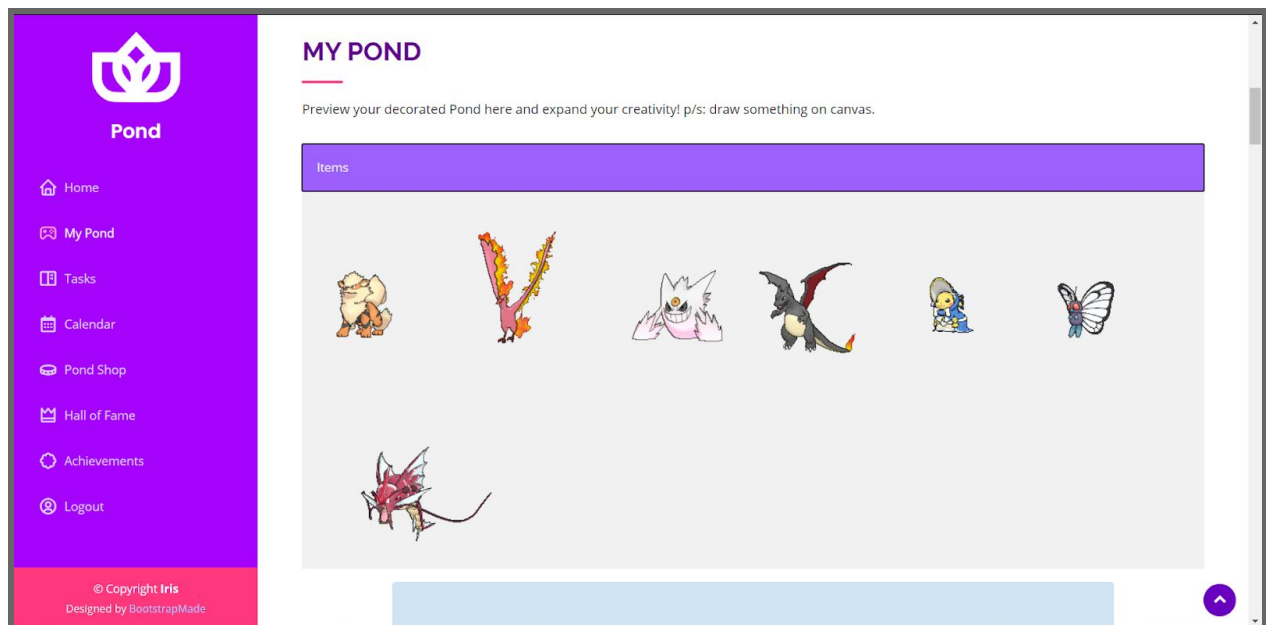 Pond
Home
My Pond
Tasks
Calendar
Pond Shop
Hall of Fame
Achievements
Logout
© Copyright Iris
Designed by BootstrapMade
MY POND
Preview your decorated Pond here and expand your creativity! p/s: draw something on canvas.
Items